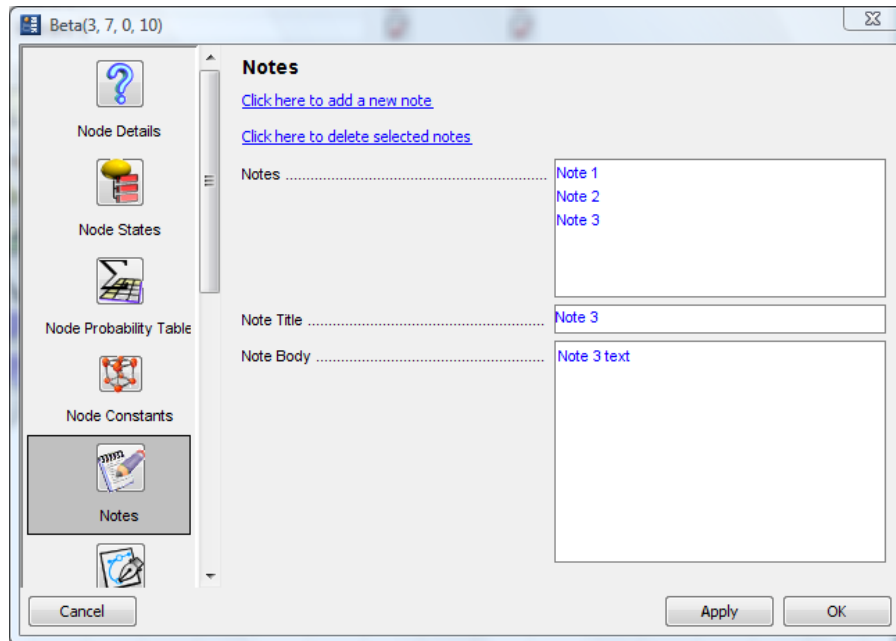 Beta(3, 7, 0, 10)
Node Details
Node States
Node Probability Table
Node Constants
Notes
Notes
Click here to add a new note
Click here to delete selected notes
Notes
Note 1
Note 2
Note 3
Note Title
Note 3
Note Body
Note 3 text
Cancel
Apply
OK